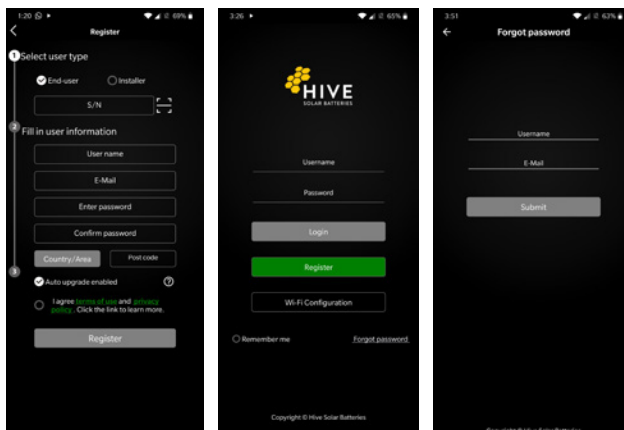 1:20
69%
Register
1
Select user type
End-user
Installer
S/N
2
Fill in user information
User name
E-Mail
Enter password
Confirm password
Country/Area
Post code
3
Auto upgrade enabled
?
I agree terms of use and privacy
policy. Click the link to learn more.
Register
3:26
65%
HIVE
SOLAR BATTERIES
Username
Password
Login
Register
Wi-Fi Configuration
Remember me
Forgot password
Copyright © Hive Solar Batteries
3:51
63%
Forgot password
Username
E-Mail
Submit